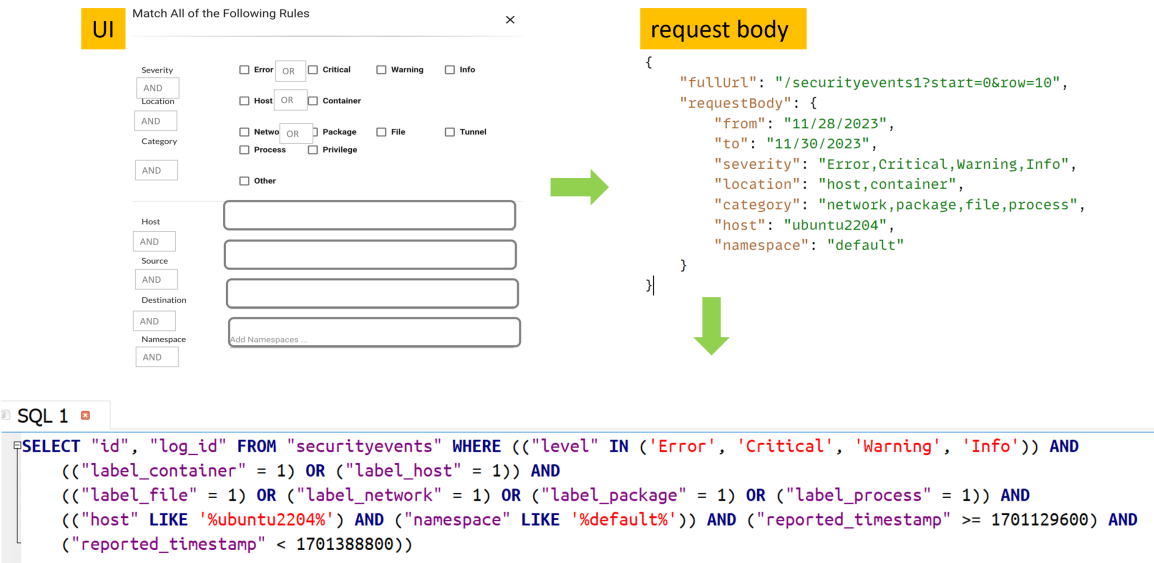 UI
Match All of the Following Rules
×
Severity
Error OR Critical Warning Info
AND
Location
Host OR Container
AND
Category
Netwo OR Package File Tunnel
Process Privilege
AND
Other
Host
AND
Source
AND
Destination
AND
Namespace
Add Namespaces ...
AND
request body
{
"fullUrl": "/securityevents1?start=0&row=10",
"requestBody": {
"from": "11/28/2023",
"to": "11/30/2023",
"severity": "Error,Critical,Warning,Info",
"location": "host,container",
"category": "network,package,file,process",
"host": "ubuntu2204",
"namespace": "default"
}
}
SQL 1
SELECT "id", "log_id" FROM "securityevents" WHERE (("level" IN ('Error', 'Critical', 'Warning', 'Info')) AND
(("label_container" = 1) OR ("label_host" = 1)) AND
(("label_file" = 1) OR ("label_network" = 1) OR ("label_package" = 1) OR ("label_process" = 1)) AND
(("host" LIKE '%ubuntu2204%') AND ("namespace" LIKE '%default%')) AND ("reported_timestamp" >= 1701129600) AND
("reported_timestamp" < 1701388800))